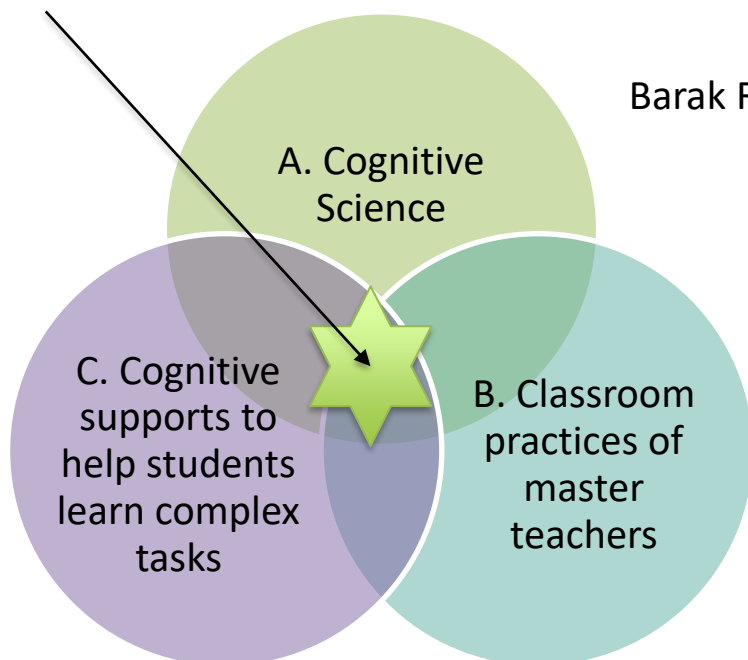 Barak
A. Cognitive
Science
C. Cognitive
supports to
help students
learn complex
tasks
B. Classroom
practices of
master
teachers